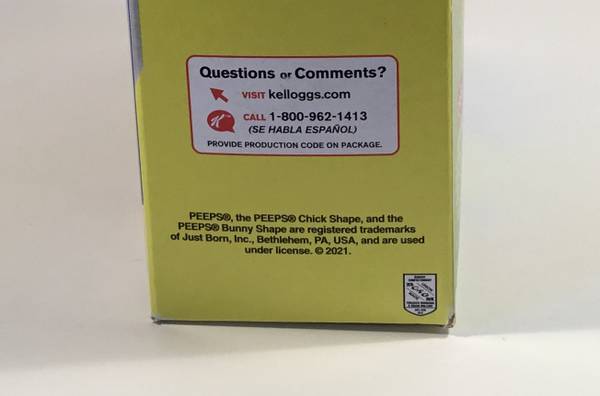 Questions or Comments?
VISIT kelloggs.com
CALL 1-800-962-1413
(SE HABLA ESPAÑOL)
PROVIDE PRODUCTION CODE ON PACKAGE.
PEEPS®, the PEEPS® Chick Shape, and the
PEEPS® Bunny Shape are registered trademarks
of Just Born, Inc., Bethlehem, PA, USA, and are used
under license. © 2021.